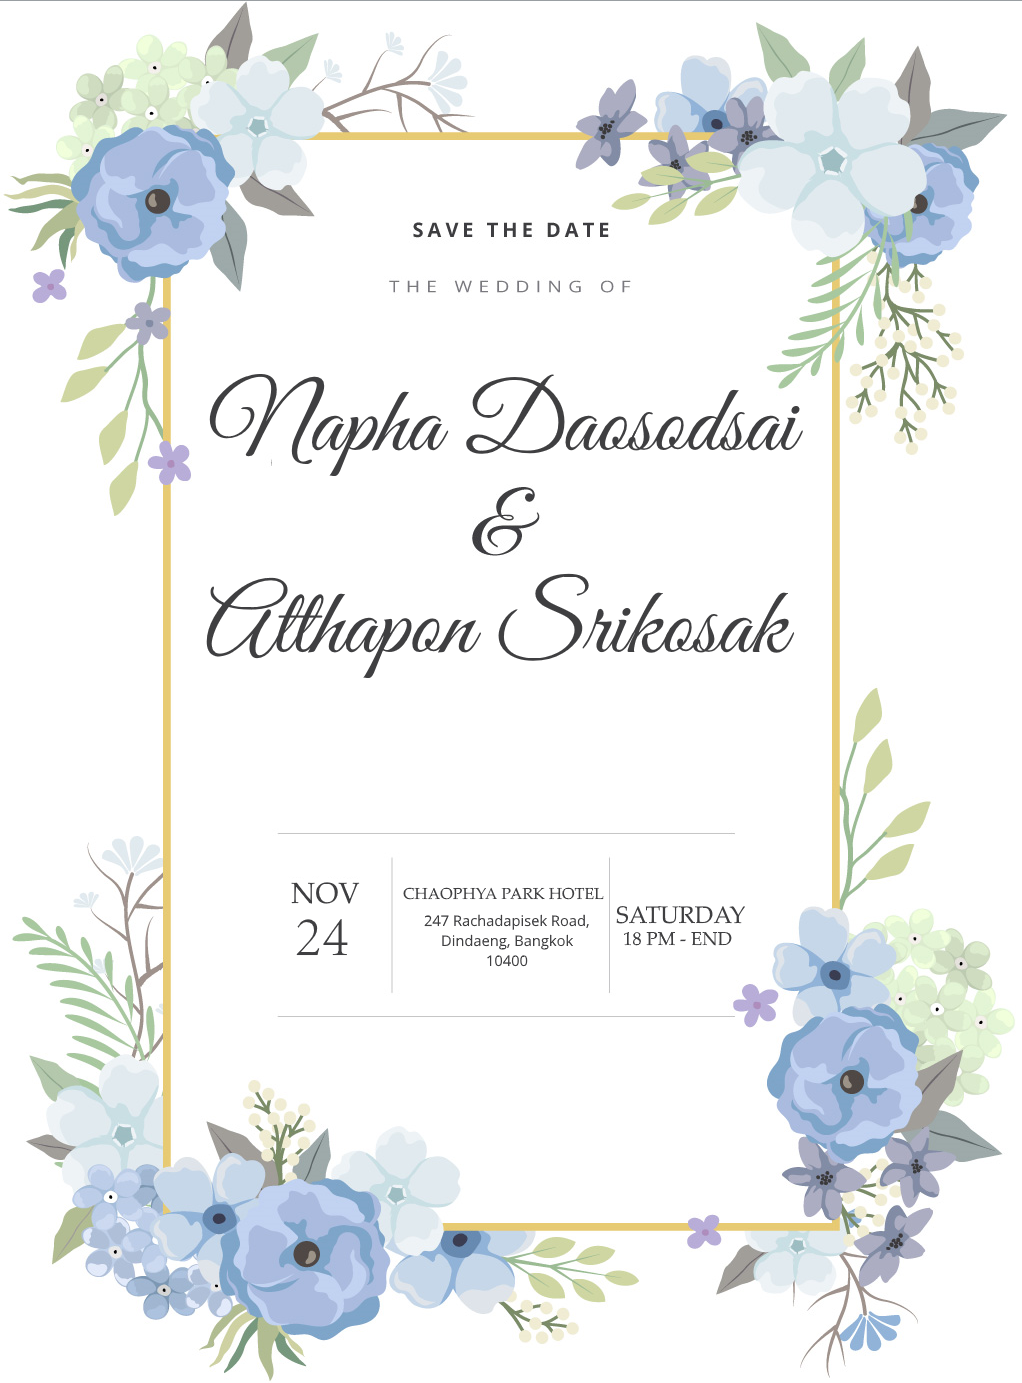 SAVE THE DATE
THE WEDDING OF
Napha Daosodsai
&
Atthapon Srikosak
NOV
24
CHAOPHYA PARK HOTEL
247 Rachadapisek Road,
Dindaeng, Bangkok
10400
SATURDAY
18 PM - END